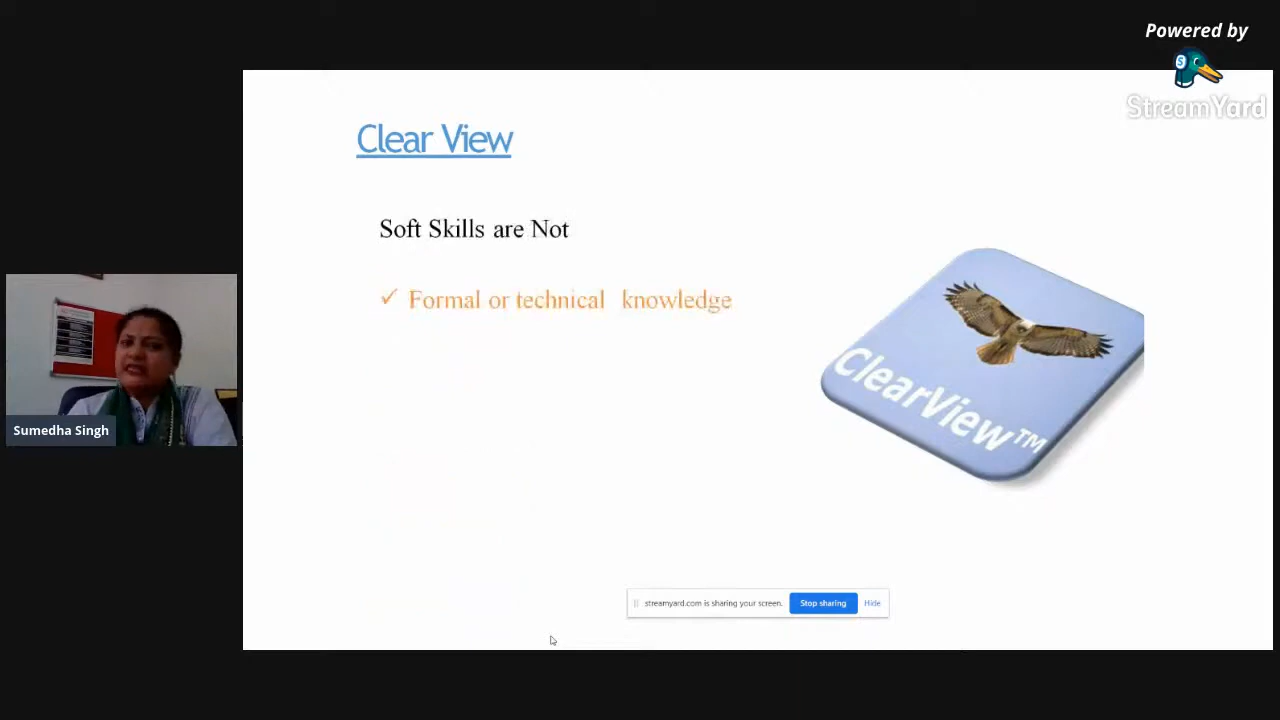 Powered by
StreamYard
Clear View
Soft Skills are Not
✓ Formal or technical knowledge
ClearView™
Sumedha Singh
streamyard.com is sharing your screen.
Stop sharing
Hide